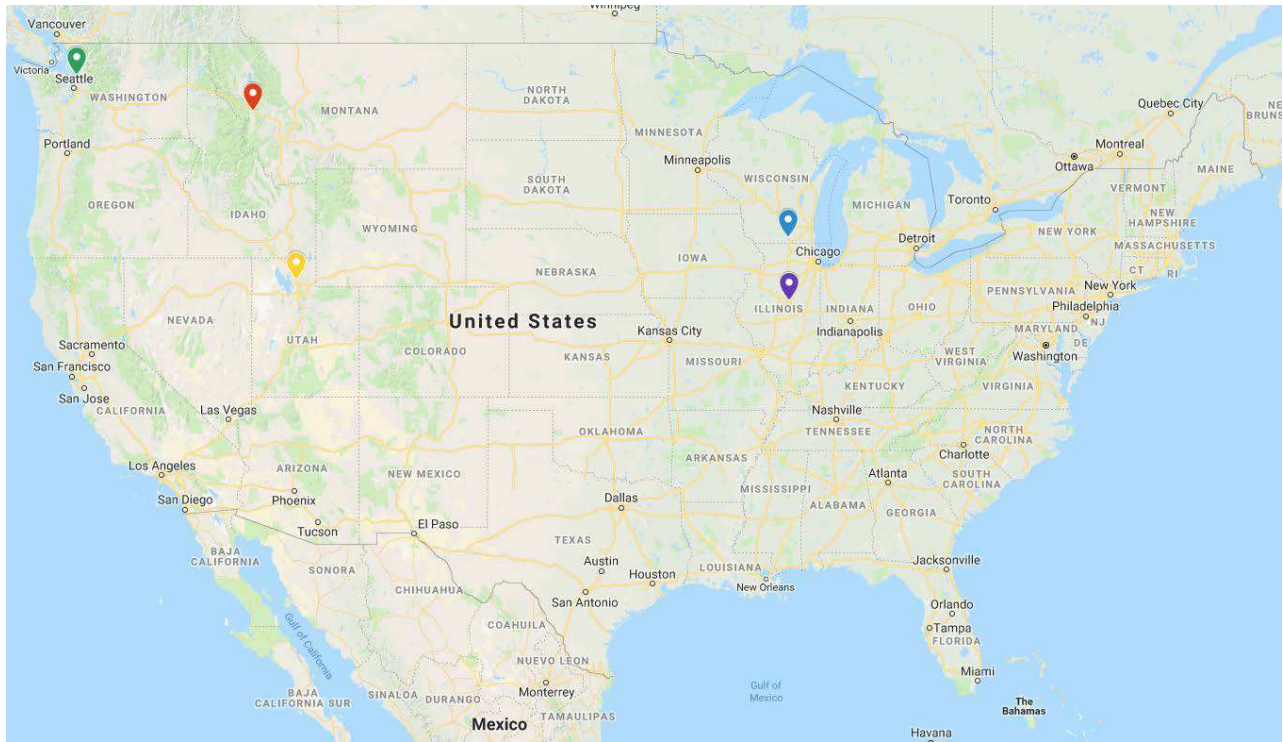 Winnipeg
Vancouver
Victoria
Seattle
WASHINGTON
MONTANA
NORTH
DAKOTA
Quebec City
NE
BRUNS
MINNESOTA
Portland
Minneapolis
Montreal
Ottawa
MAINE
SOUTH
DAKOTA
WISCONSIN
VERMONT
OREGON
IDAHO
MICHIGAN
Toronto
NEW
HAMPSHIRE
WYOMING
Detroit
NEW YORK
MASSACHUSETTS
Chicago
IOWA
CT
RI
NEBRASKA
PENNSYLVANIA
New York
ILLINOIS
INDIANA
OHIO
Philadelphia
NEVADA
United States
NJ
Kansas City
Indianapolis
MARYLAND
UTAH
DE
Sacramento
COLORADO
KANSAS
MISSOURI
WEST
VIRGINIA
Washington
San Francisco
San Jose
KENTUCKY
VIRGINIA
CALIFORNIA
Las Vegas
Nashville
OKLAHOMA
TENNESSEE
NORTH
CAROLINA
Charlotte
Los Angeles
ARIZONA
NEW MEXICO
ARKANSAS
Atlanta
SOUTH
CAROLINA
San Diego
Phoenix
Dallas
MISSISSIPPI
ALABAMA
GEORGIA
Tucson
El Paso
TEXAS
BAJA
CALIFORNIA
SONORA
Austin
LOUISIANA
Jacksonville
CHIHUAHUA
Houston
New Orleans
San Antonio
Orlando
Gulf of California
COAHUILA
Tampa
FLORIDA
NUEVO LEON
Miami
BAJA
CALIFORNIA SUR
SINALOA
DURANGO
Monterrey
Gulf of
Mexico
The
Bahamas
Mexico
TAMAULIPAS
Havana